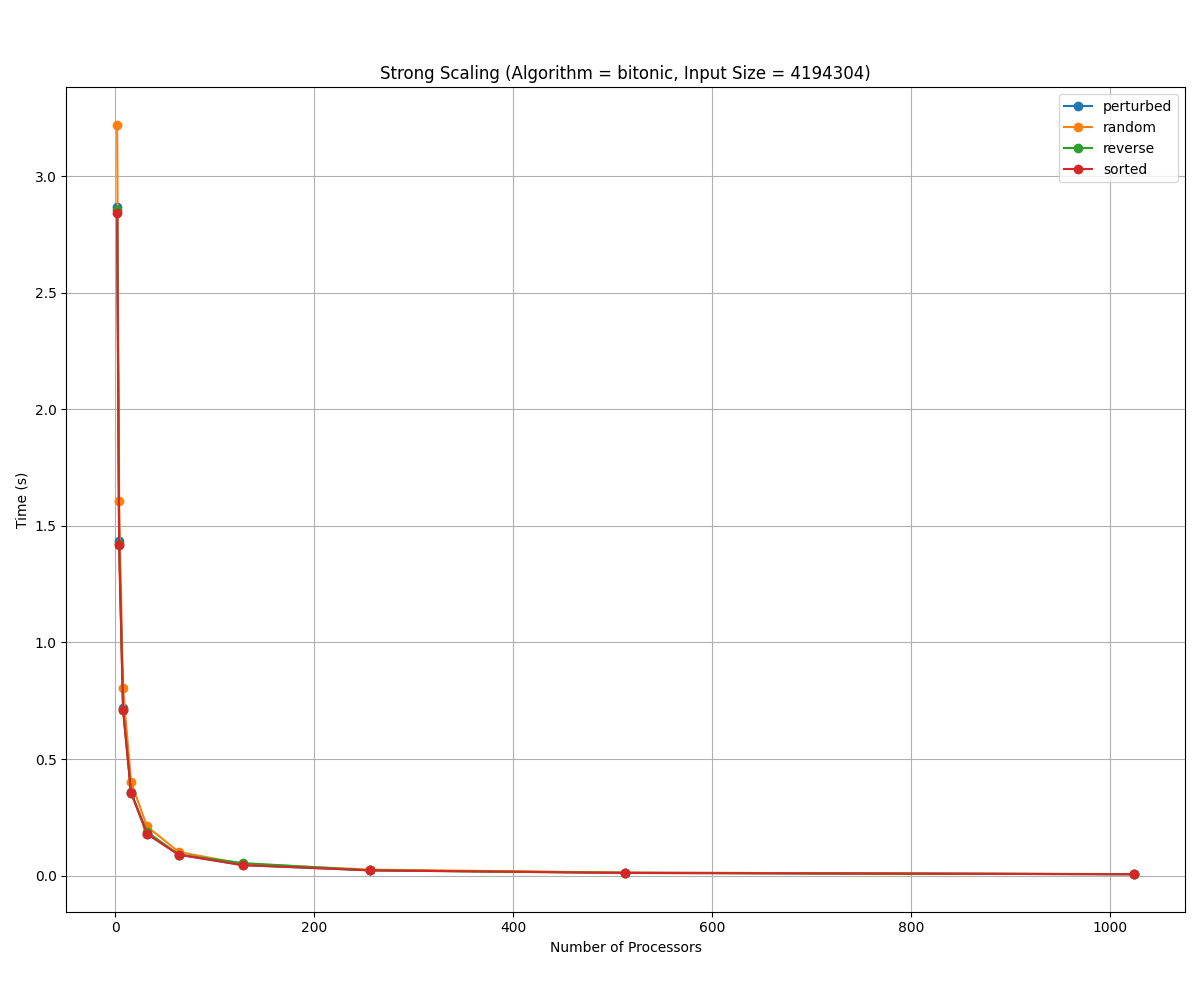 Strong Scaling (Algorithm = bitonic, Input Size = 4194304)
perturbed
random
reverse
sorted
3.0
2.5
2.0
1.5
1.0
0.5
0.0
Time (s)
0 200 400 600 800 1000
Number of Processors